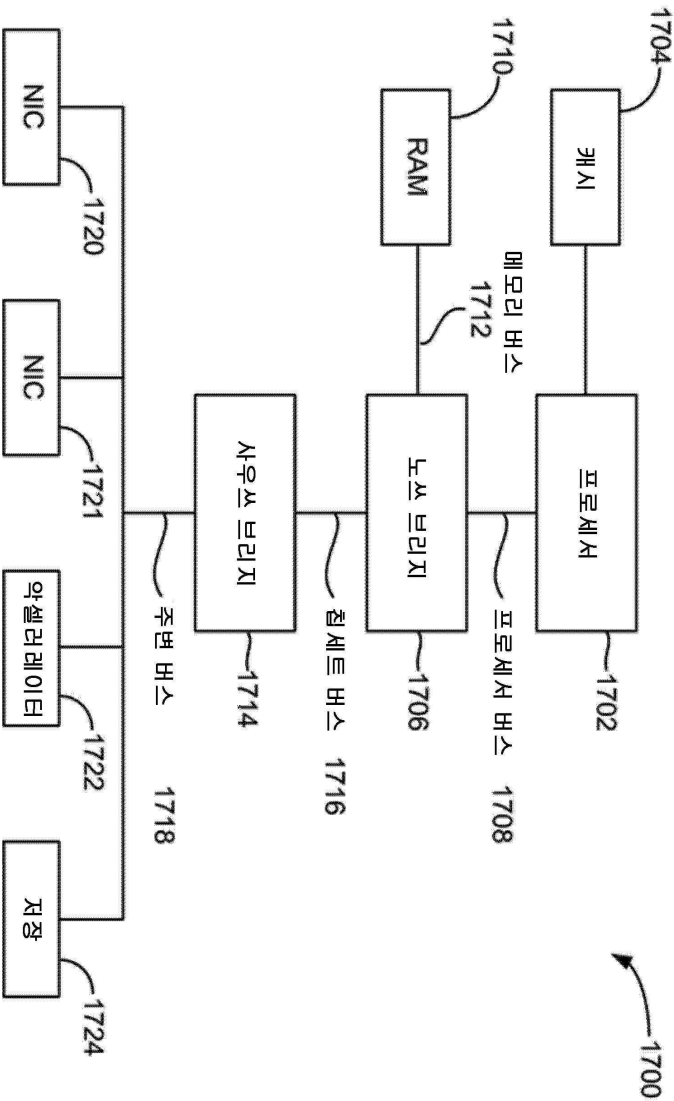 1700
1704
캐시
프로세서
1702
프로세서 버스 1708
1710
RAM
메모리 버스
1712
노쓰 브리지
1706
칩세트 버스 1716
사우쓰 브리지
1714
주변 버스 1718
NIC
1720
NIC
1721
악셀러레이터
1722
저장
1724